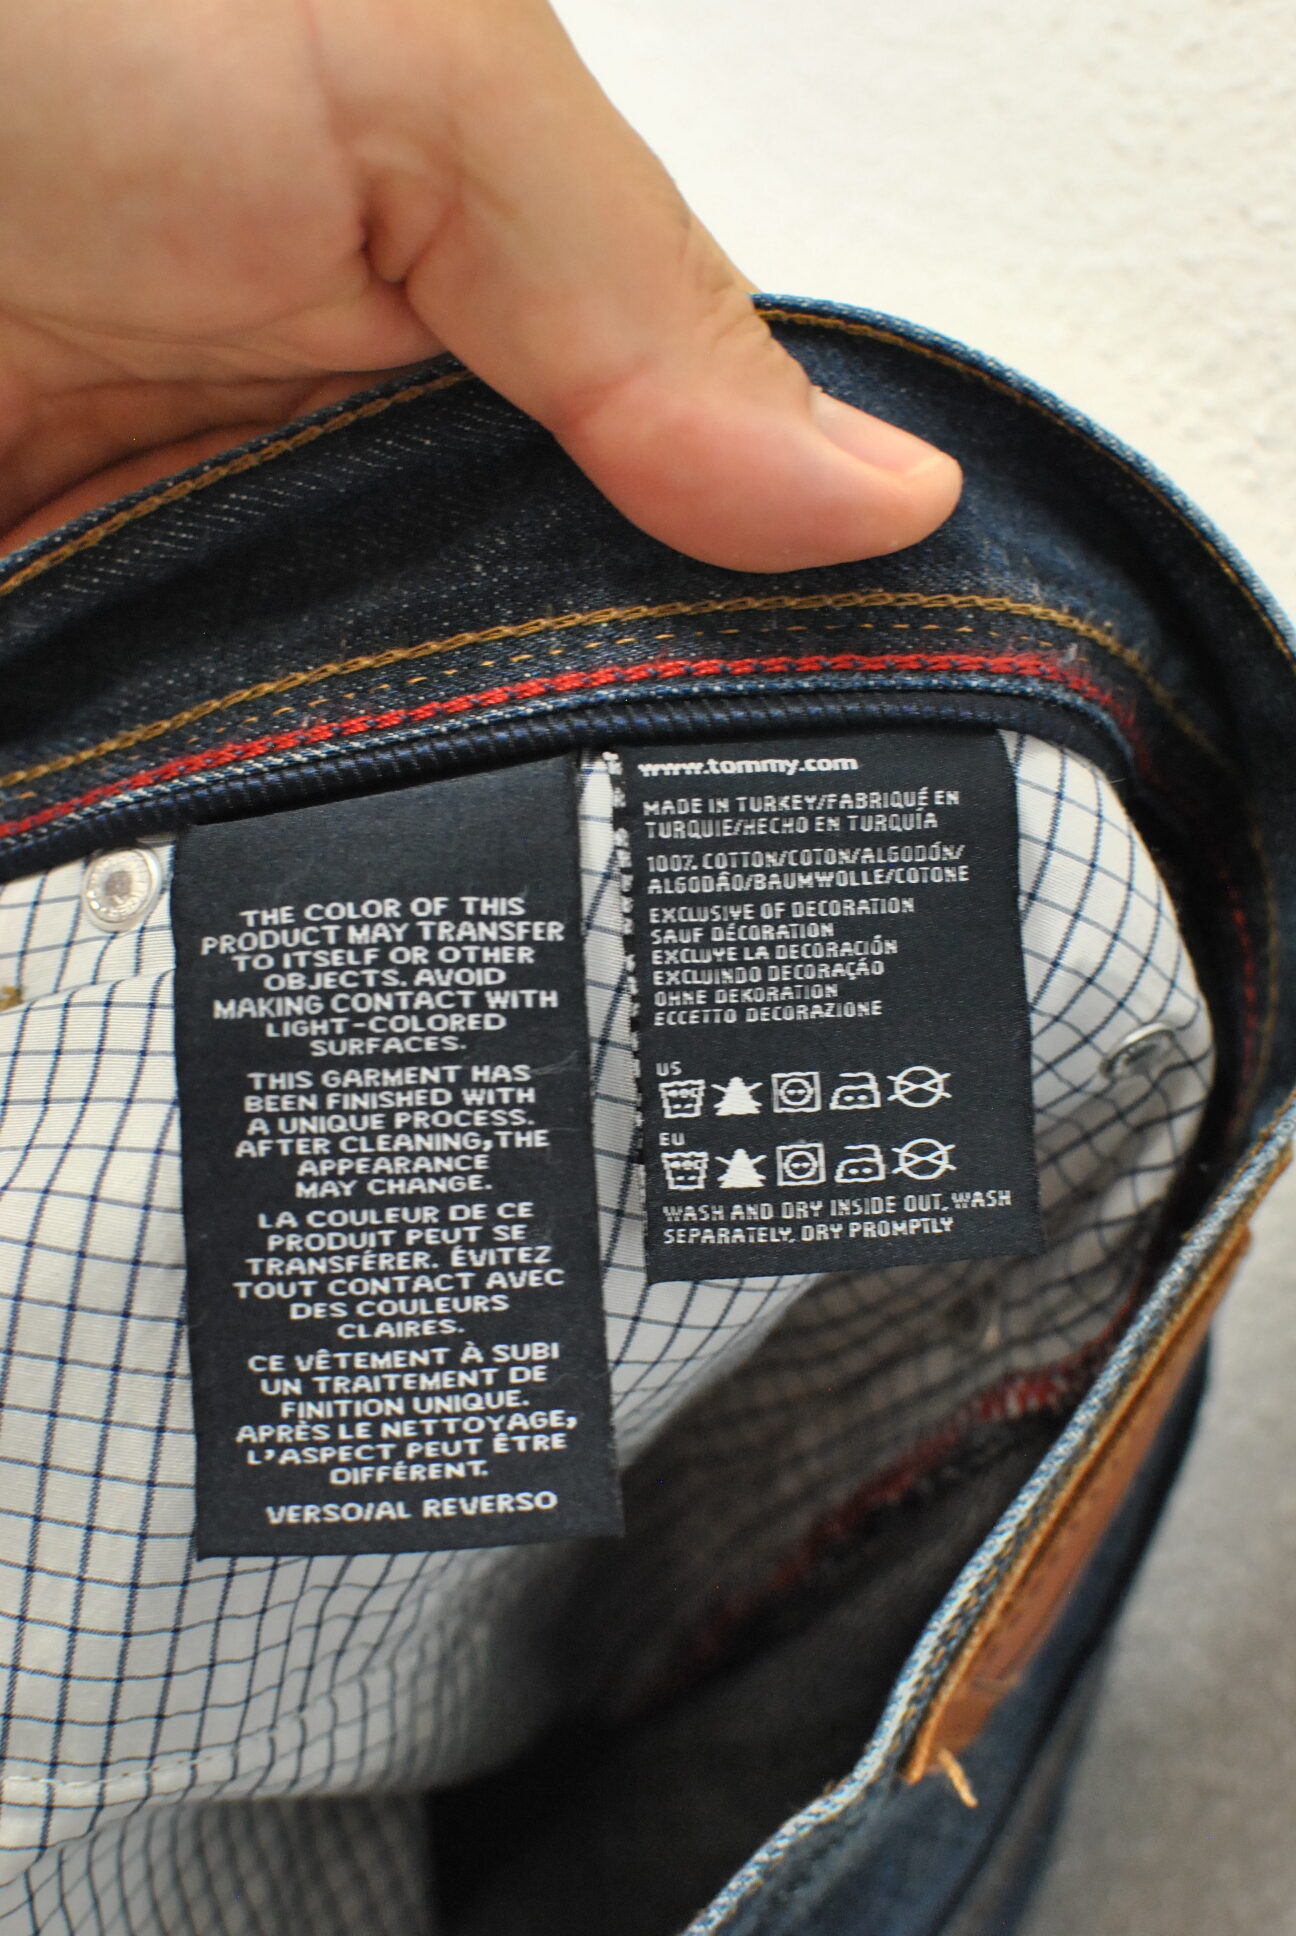 THE COLOR OF THIS
PRODUCT MAY TRANSFER
TO ITSELF OR OTHER
OBJECTS. AVOID
MAKING CONTACT WITH
LIGHT-COLORED
SURFACES.
THIS GARMENT HAS
BEEN FINISHED WITH
A UNIQUE PROCESS.
AFTER CLEANING, THE
APPEARANCE
MAY CHANGE.
LA COULEUR DE CE
PRODUIT PEUT SE
TRANSFÉRER. ÉVITEZ
TOUT CONTACT AVEC
DES COULEURS
CLAIRES.
CE VÊTEMENT À SUBI
UN TRAITEMENT DE
FINITION UNIQUE.
APRÈS LE NETTOYAGE,
L'ASPECT PEUT ÊTRE
DIFFÉRENT.
VERSO/AL REVERSO
www.tommy.com
MADE IN TURKEY/FABRIQUÉ EN
TURQUIE/HECHO EN TURQUÍA
100% COTTON/COTON/ALGODÓN/
ALGODÃO/BAUMWOLLE/COTONE
EXCLUSIVE OF DECORATION
SAUF DÉCORATION
EXCLUYE LA DECORACIÓN
EXCLUINDO DECORAÇÃO
OHNE DEKORATION
ECCETTO DECORAZIONE
US
EU
WASH AND DRY INSIDE OUT. WASH
SEPARATELY. DRY PROMPTLY